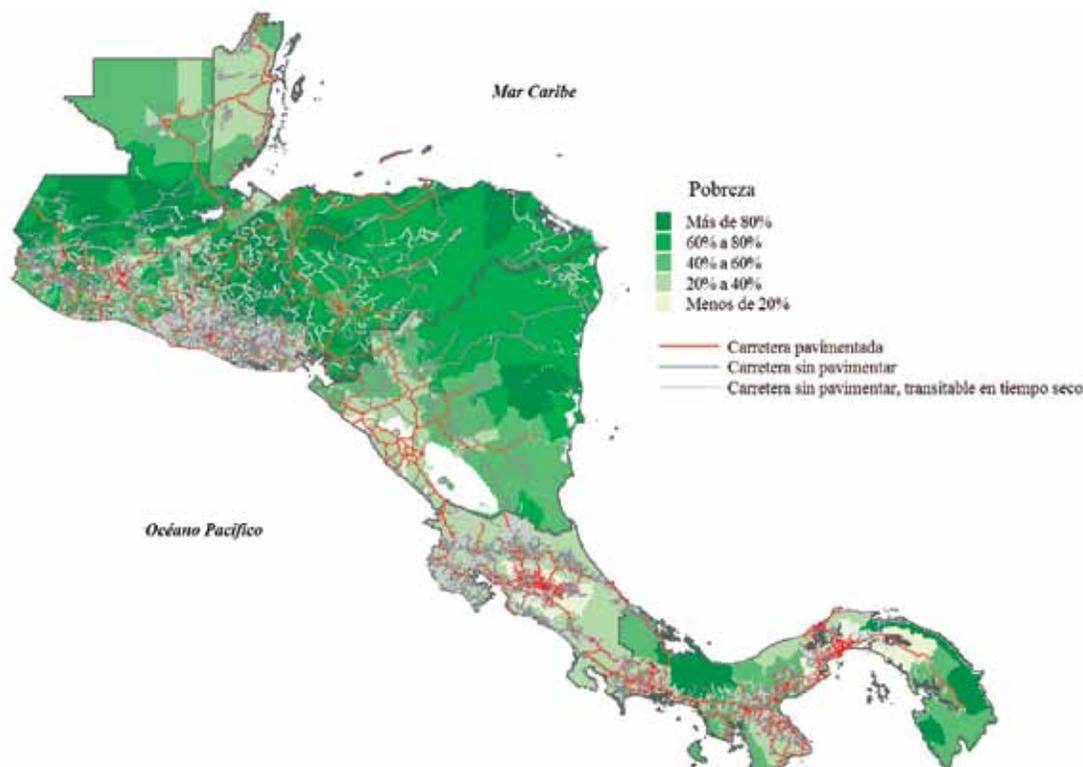 Mar Caribe
Pobreza
Más de 80%
60% a 80%
40% a 60%
20% a 40%
Menos de 20%
Carretera pavimentada
Carretera sin pavimentar
Carretera sin pavimentar, transitable en tiempo seco
Océano Pacífico